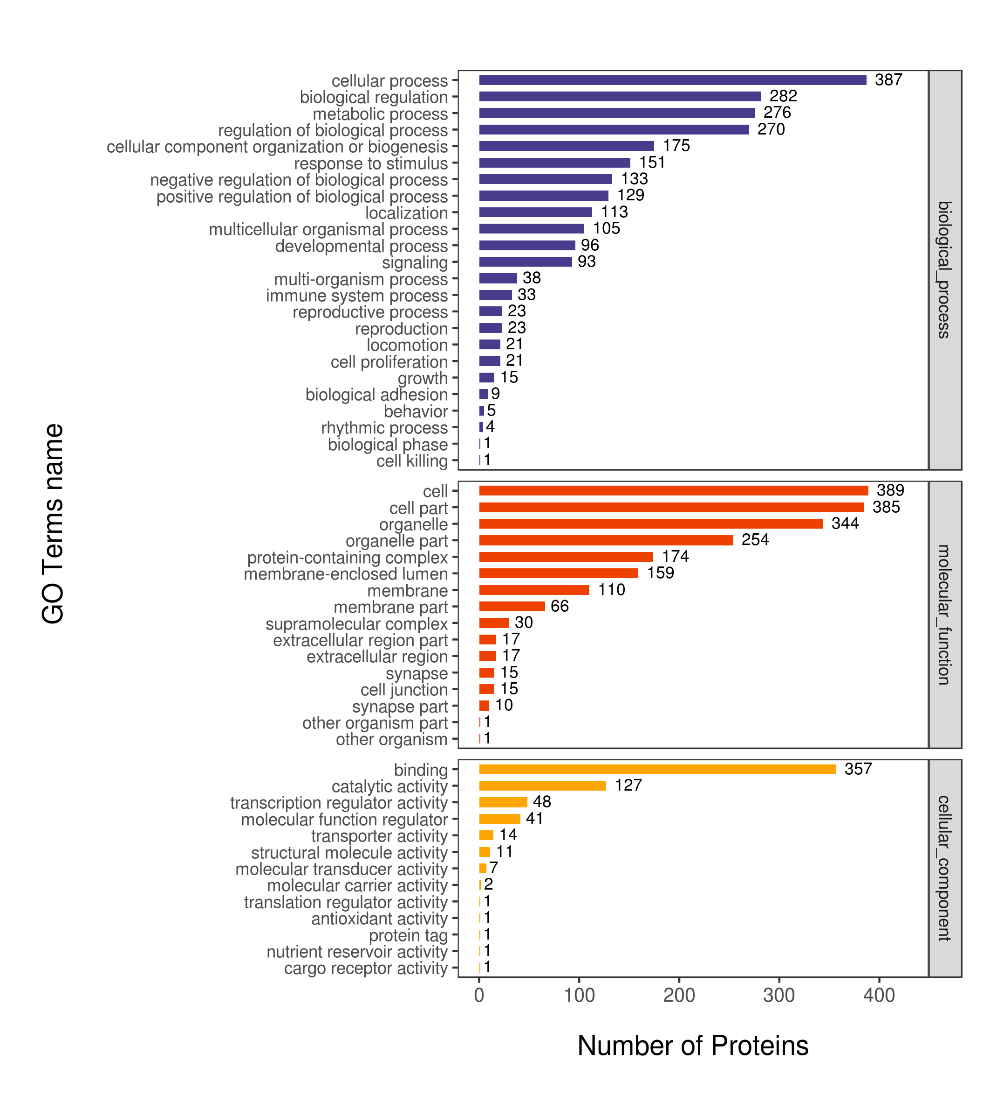 cellular process 387
biological regulation 282
metabolic process 276
regulation of biological process 270
cellular component organization or biogenesis 175
response to stimulus 151
negative regulation of biological process 133
positive regulation of biological process 129
localization 113
multicellular organismal process 105
developmental process 96
signaling 93
multi-organism process 38
immune system process 33
reproductive process 23
reproduction 23
locomotion 21
cell proliferation 21
growth 15
biological adhesion 9
behavior 5
rhythmic process 4
biological phase 1
cell killing 1
biological_process
cell 389
cell part 385
organelle 344
organelle part 254
protein-containing complex 174
membrane-enclosed lumen 159
membrane 110
membrane part 66
supramolecular complex 30
extracellular region part 17
extracellular region 17
synapse 15
cell junction 15
synapse part 10
other organism part 1
other organism 1
molecular_function
binding 357
catalytic activity 127
transcription regulator activity 48
molecular function regulator 41
transporter activity 14
structural molecule activity 11
molecular transducer activity 7
molecular carrier activity 2
translation regulator activity 1
antioxidant activity 1
protein tag 1
nutrient reservoir activity 1
cargo receptor activity 1
cellular_component
0 100 200 300 400
Number of Proteins
GO Terms name